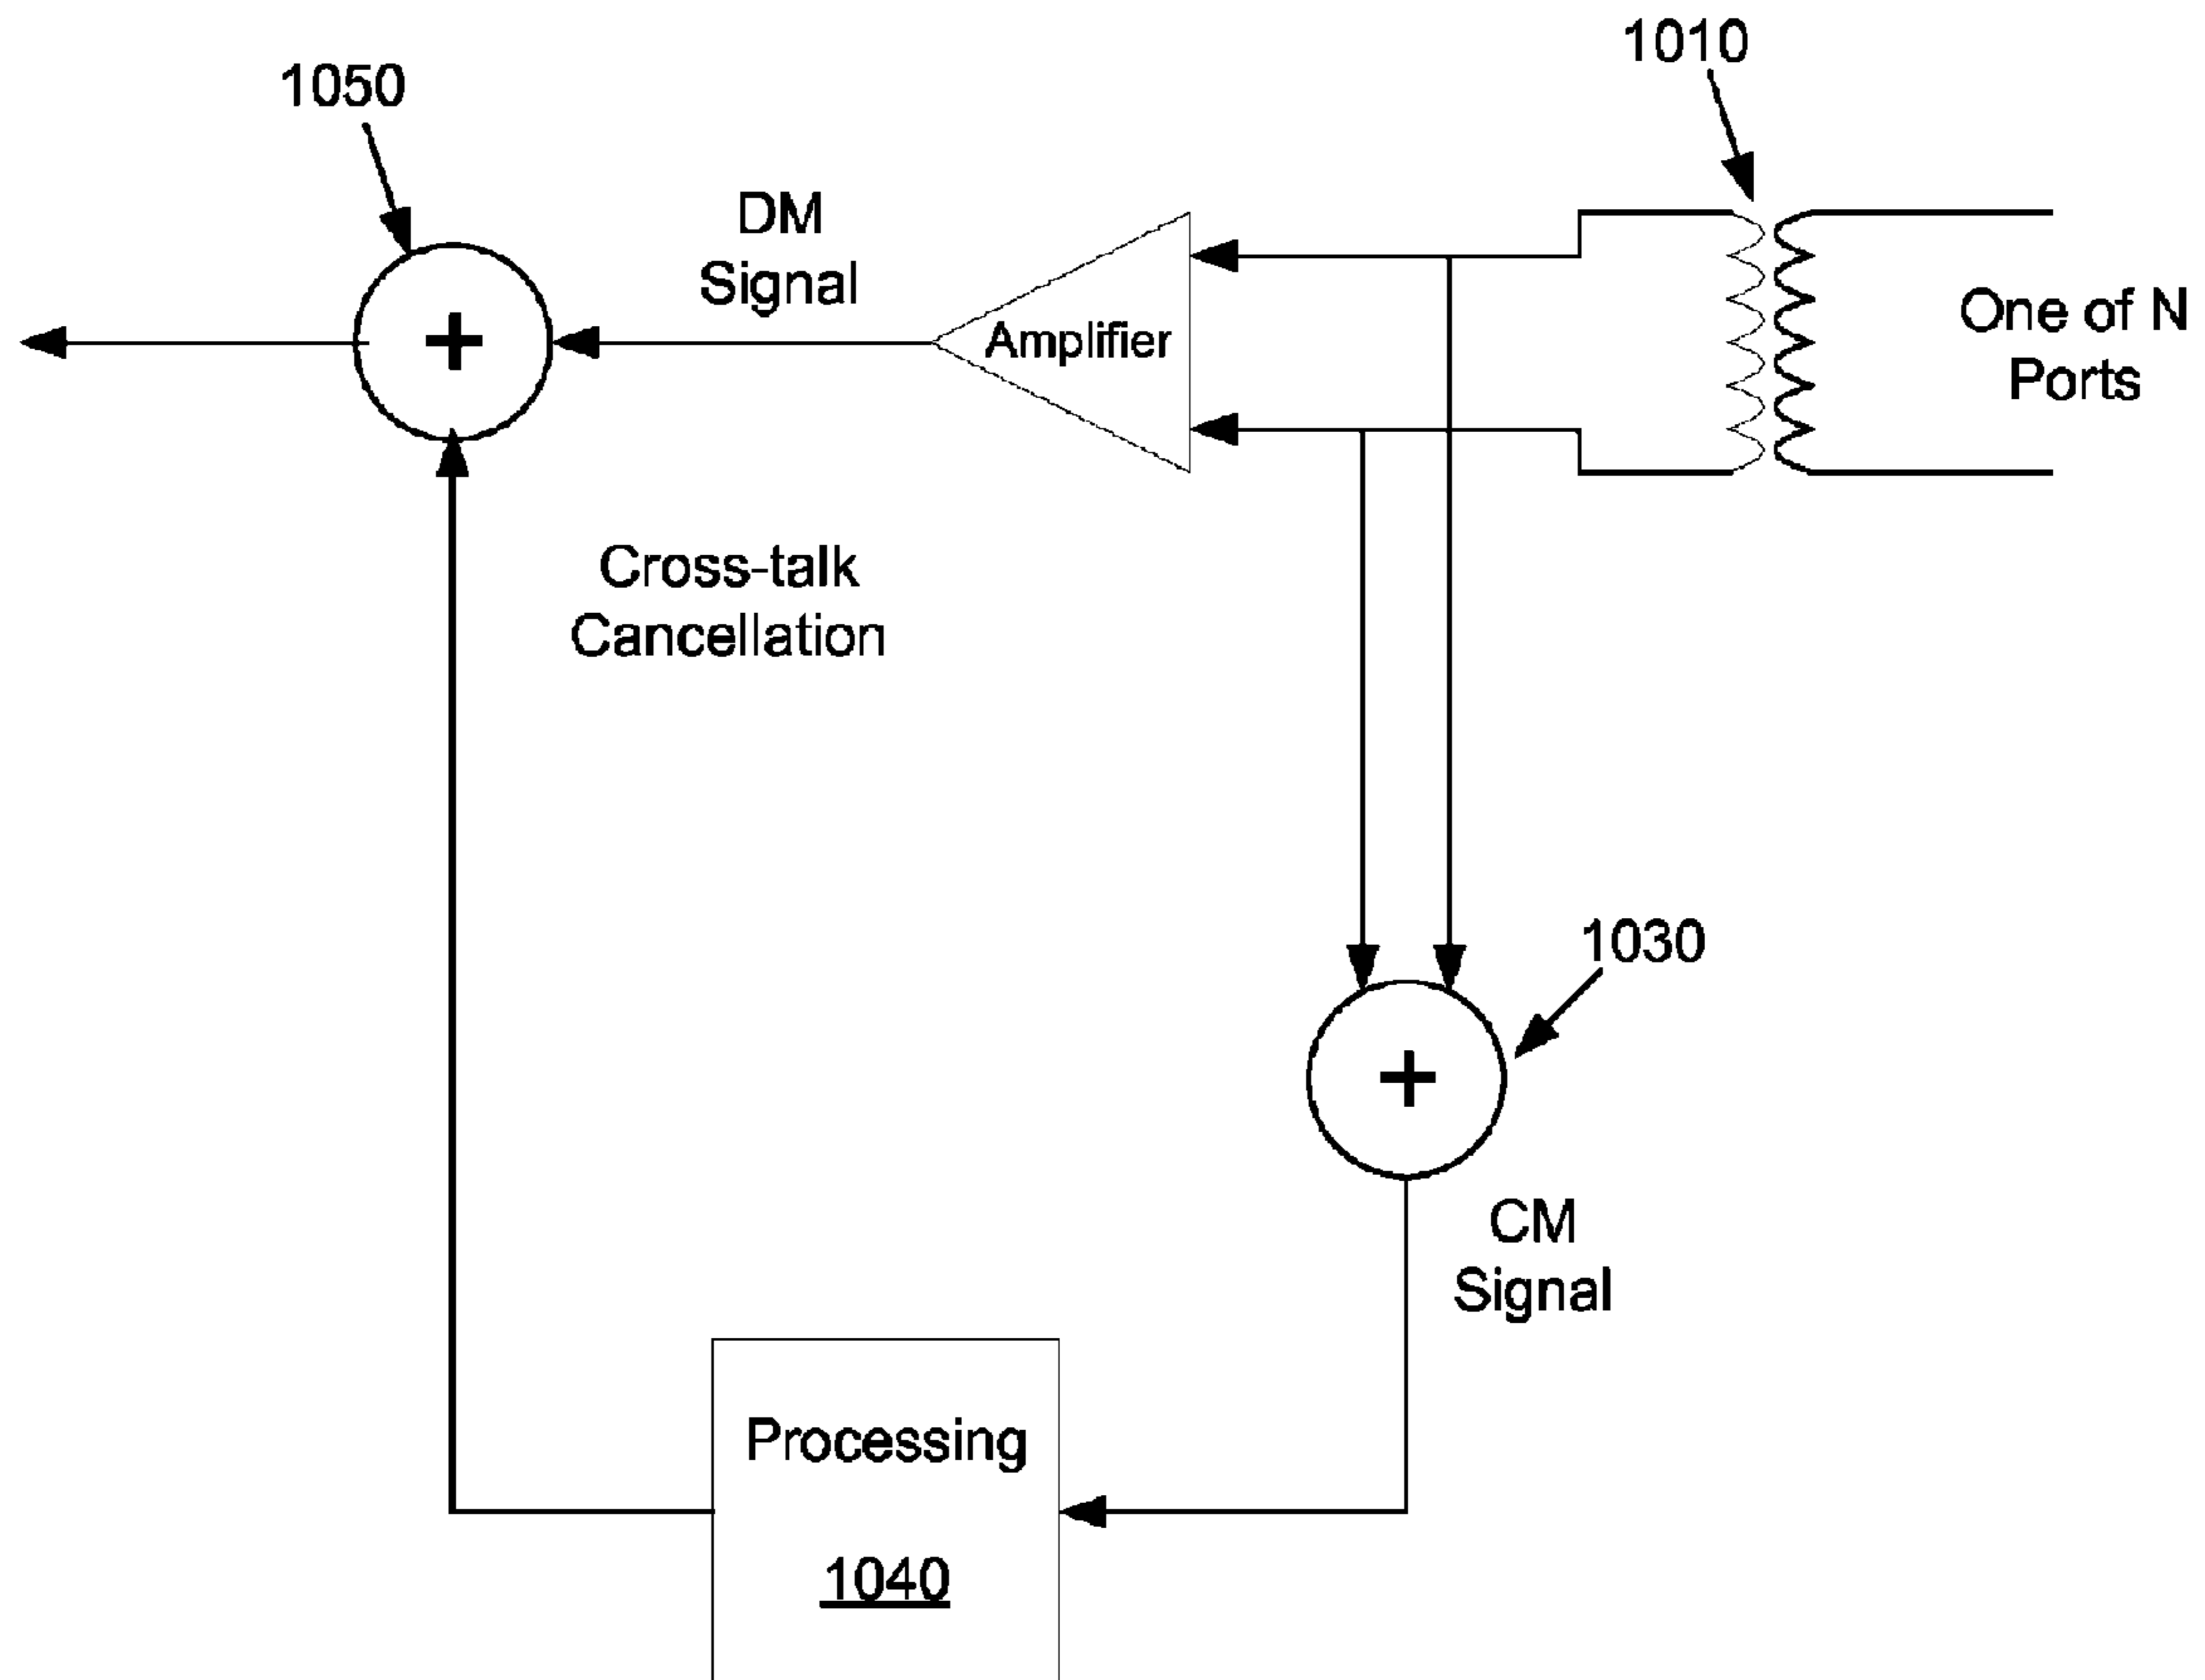 1010
1050
DM
Signal
Amplifier
One of N
Ports
+
Cross-talk
Cancellation
1030
+
CM
Signal
Processing
1040